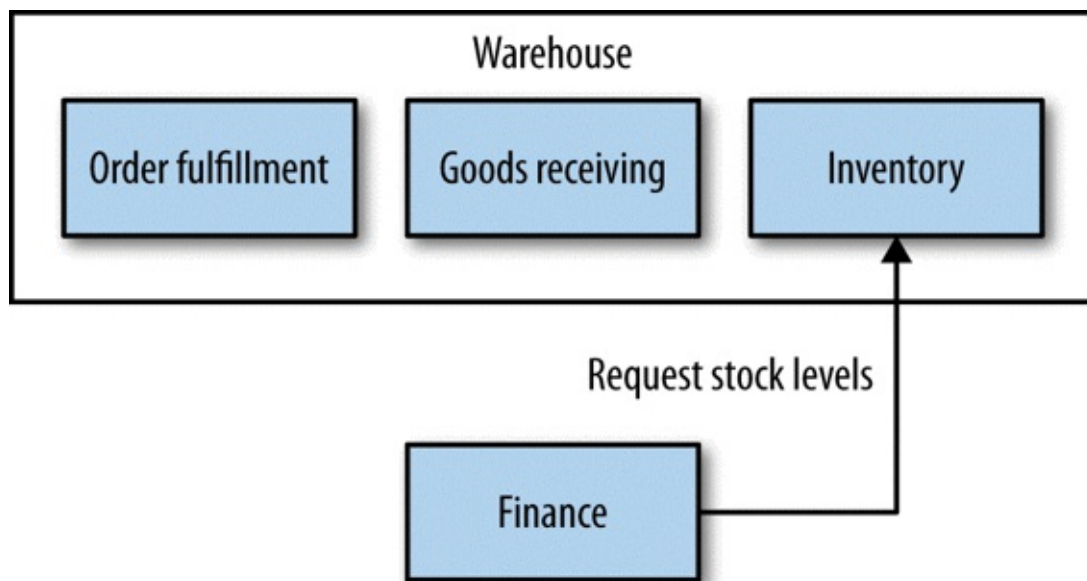 Warehouse
Order fulfillment
Goods receiving
Inventory
Request stock levels
Finance